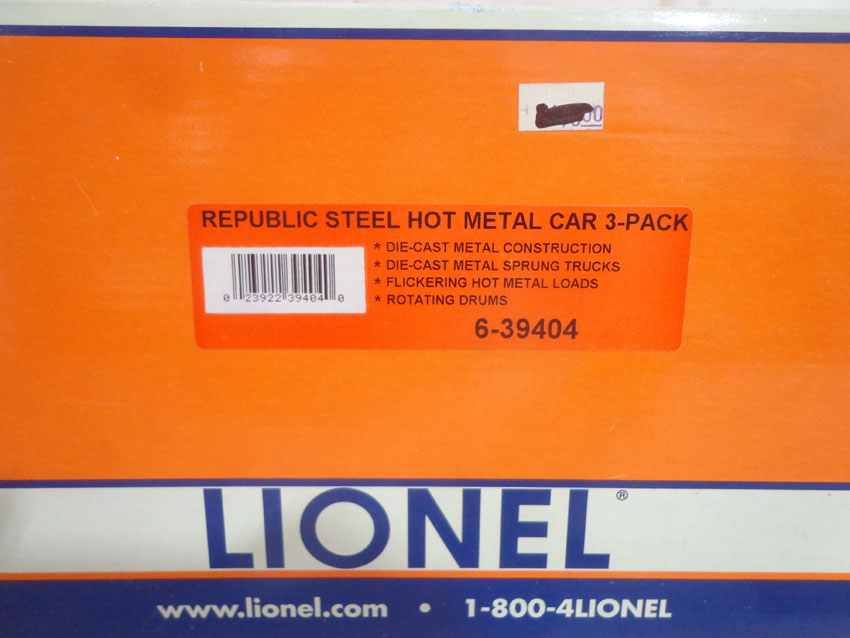 00
REPUBLIC STEEL HOT METAL CAR 3-PACK
* DIE-CAST METAL CONSTRUCTION
* DIE-CAST METAL SPRUNG TRUCKS
* FLICKERING HOT METAL LOADS
* ROTATING DRUMS
0 23922 39404 0
6-39404
LIONEL®
www.lionel.com • 1-800-4LIONEL